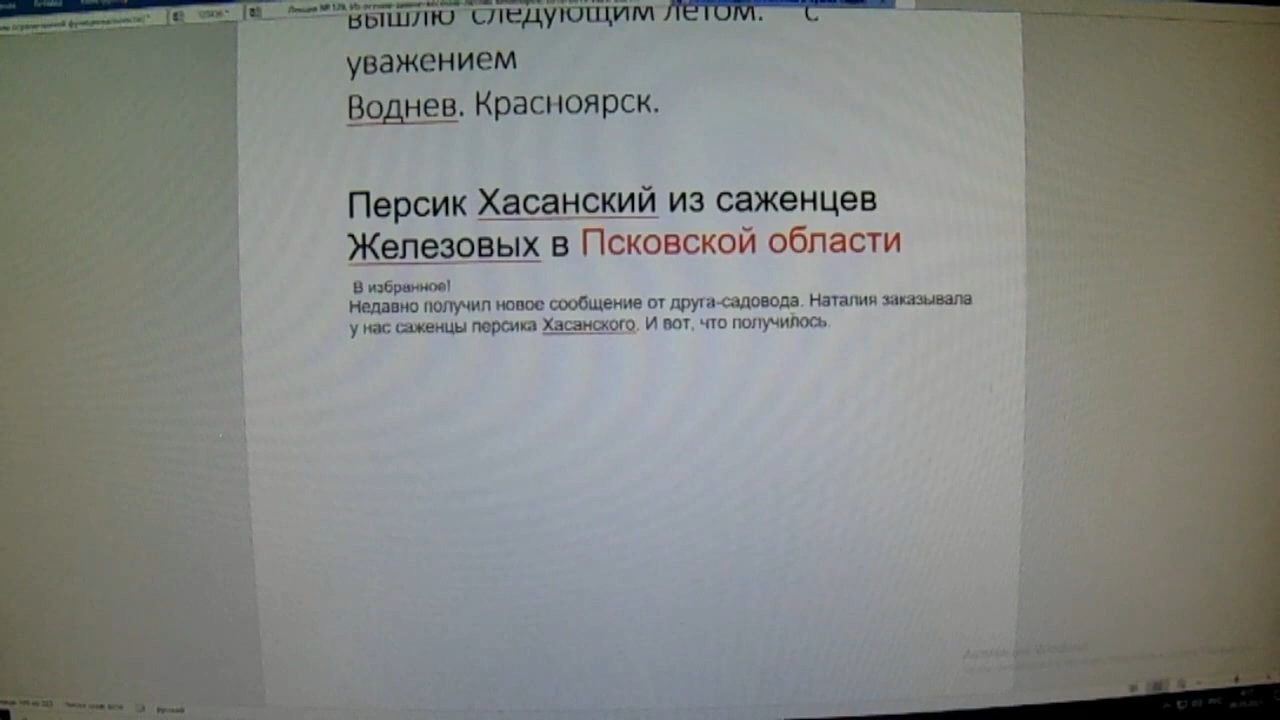 вышлю следующим летом. С
уважением
Воднев. Красноярск.
Персик Хасанский из саженцев
Железовых в Псковской области
В избранное!
Недавно получил новое сообщение от друга-садовода. Наталия заказывала
у нас саженцы персика Хасанского. И вот, что получилось.